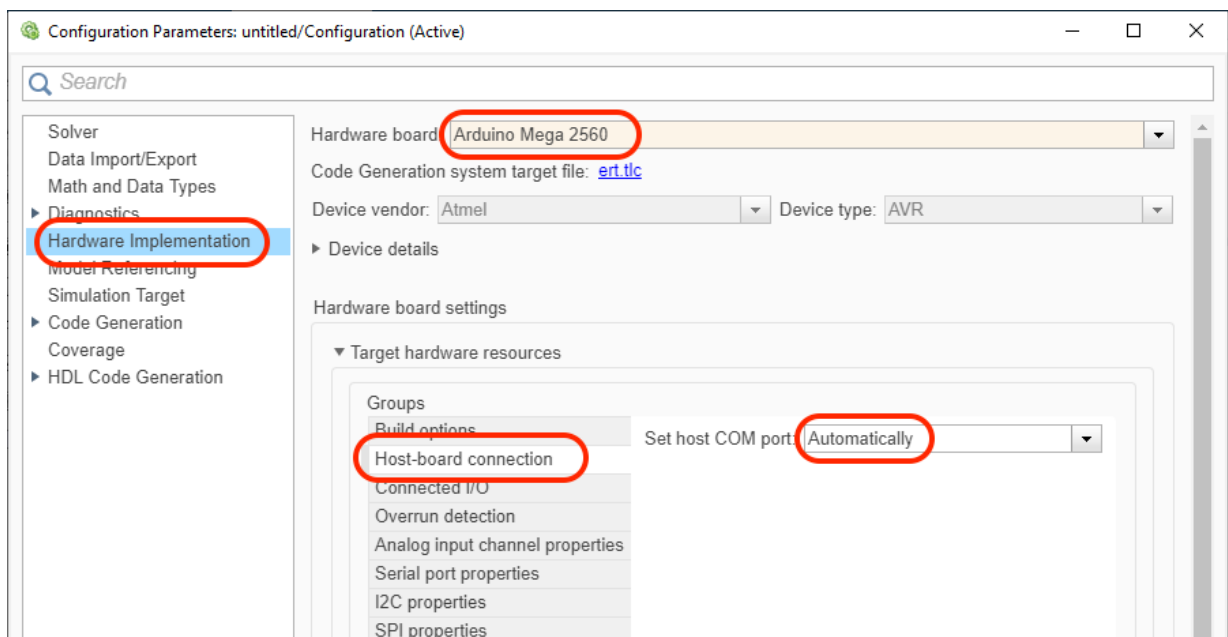 Configuration Parameters: untitled/Configuration (Active)
Search
Solver
Data Import/Export
Math and Data Types
Diagnostics
Hardware Implementation
Model Referencing
Simulation Target
Code Generation
Coverage
HDL Code Generation
Hardware board: Arduino Mega 2560
Code Generation system target file: ert.tlc
Device vendor: Atmel Device type: AVR
Device details
Hardware board settings
Target hardware resources
Groups
Build options
Host-board connection
Connected I/O
Overrun detection
Analog input channel properties
Serial port properties
I2C properties
SPI properties
Set host COM port: Automatically